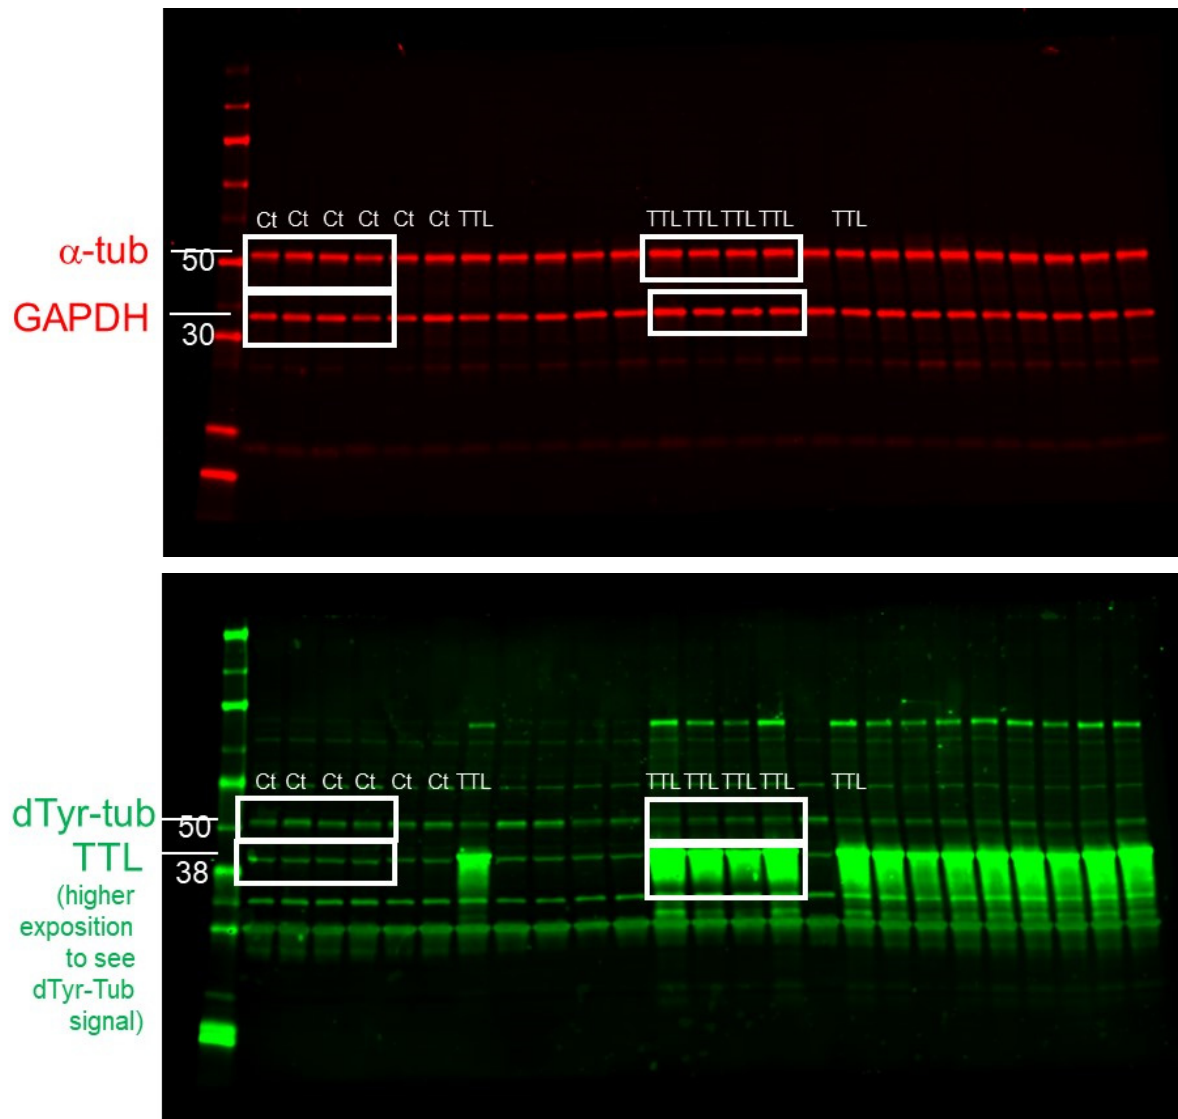 Ct Ct Ct Ct Ct Ct TTL TTL TTL TTL TTL TTL
α-tub 50
GAPDH 30
Ct Ct Ct Ct Ct Ct TTL TTL TTL TTL TTL TTL
dTyr-tub 50
TTL 38
(higher
exposition
to see
dTyr-Tub
signal)